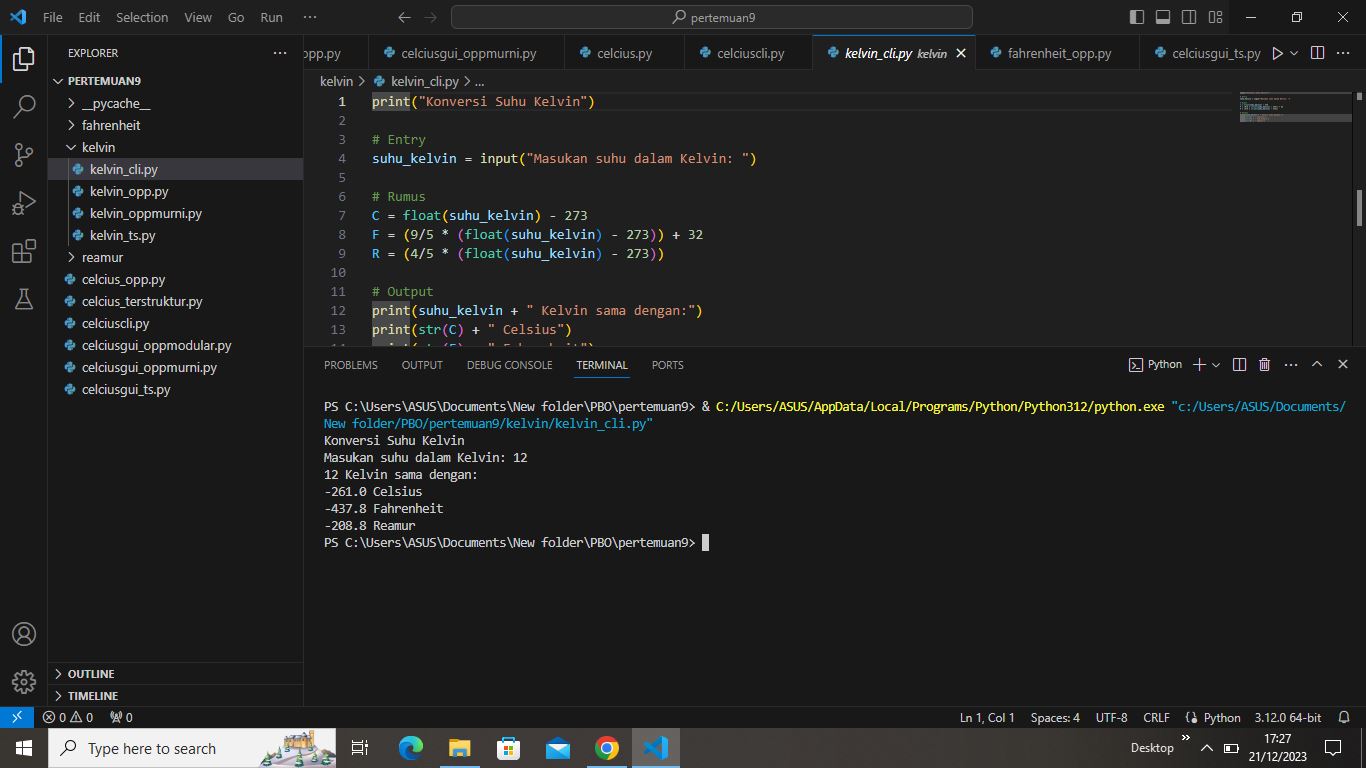 File Edit Selection View Go Run ··· pertemuan9
EXPLORER ···
PERTEMUAN9
__pycache__
fahrenheit
kelvin
kelvin_cli.py
kelvin_opp.py
kelvin_oppmurni.py
kelvin_ts.py
reamur
celcius_opp.py
celcius_terstruktur.py
celciuscli.py
celciusgui_oppmodular.py
celciusgui_oppmurni.py
celciusgui_ts.py
OUTLINE
TIMELINE
opp.py celciusgui_oppmurni.py celcius.py celciuscli.py kelvin_cli.py kelvin fahrenheit_opp.py celciusgui_ts.py ···
kelvin > kelvin_cli.py > ...
1 print("Konversi Suhu Kelvin")
2
3 # Entry
4 suhu_kelvin = input("Masukan suhu dalam Kelvin: ")
5
6 # Rumus
7 C = float(suhu_kelvin) - 273
8 F = (9/5 * (float(suhu_kelvin) - 273)) + 32
9 R = (4/5 * (float(suhu_kelvin) - 273))
10
11 # Output
12 print(suhu_kelvin + " Kelvin sama dengan:")
13 print(str(C) + " Celsius")
PROBLEMS OUTPUT DEBUG CONSOLE TERMINAL PORTS Python ···
PS C:\Users\ASUS\Documents\New folder\PBO\pertemuan9> & C:/Users/ASUS/AppData/Local/Programs/Python/Python312/python.exe "c:/Users/ASUS/Documents/
New folder/PBO/pertemuan9/kelvin/kelvin_cli.py"
Konversi Suhu Kelvin
Masukan suhu dalam Kelvin: 12
12 Kelvin sama dengan:
-261.0 Celsius
-437.8 Fahrenheit
-208.8 Reamur
PS C:\Users\ASUS\Documents\New folder\PBO\pertemuan9>
0 0 0 Ln 1, Col 1 Spaces: 4 UTF-8 CRLF Python 3.12.0 64-bit
Type here to search Desktop 17:27
21/12/2023